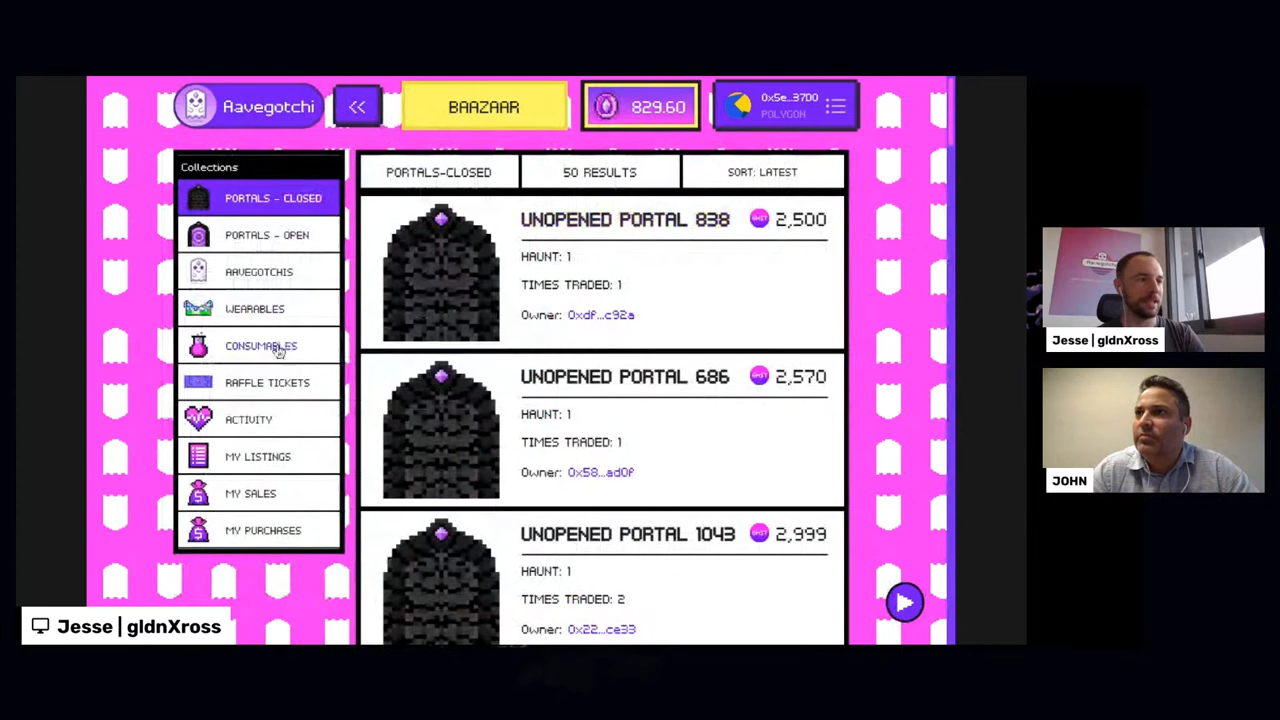 Aavegotchi
<<
BAAZAAR
829.60
0x5e...37D0
POLYGON
Collections
PORTALS - CLOSED
PORTALS - OPEN
AAVEGOTCHIS
WEARABLES
CONSUMABLES
RAFFLE TICKETS
ACTIVITY
MY LISTINGS
MY SALES
MY PURCHASES
PORTALS-CLOSED
50 RESULTS
SORT: LATEST
UNOPENED PORTAL 838
2,500
HAUNT: 1
TIMES TRADED: 1
Owner: 0xdf...c92a
UNOPENED PORTAL 686
2,570
HAUNT: 1
TIMES TRADED: 1
Owner: 0x58...ad0f
UNOPENED PORTAL 1043
2,999
HAUNT: 1
TIMES TRADED: 2
Owner: 0x22...ce33
Jesse | gldnXross
Aavegotchi
Jesse | gldnXross
JOHN